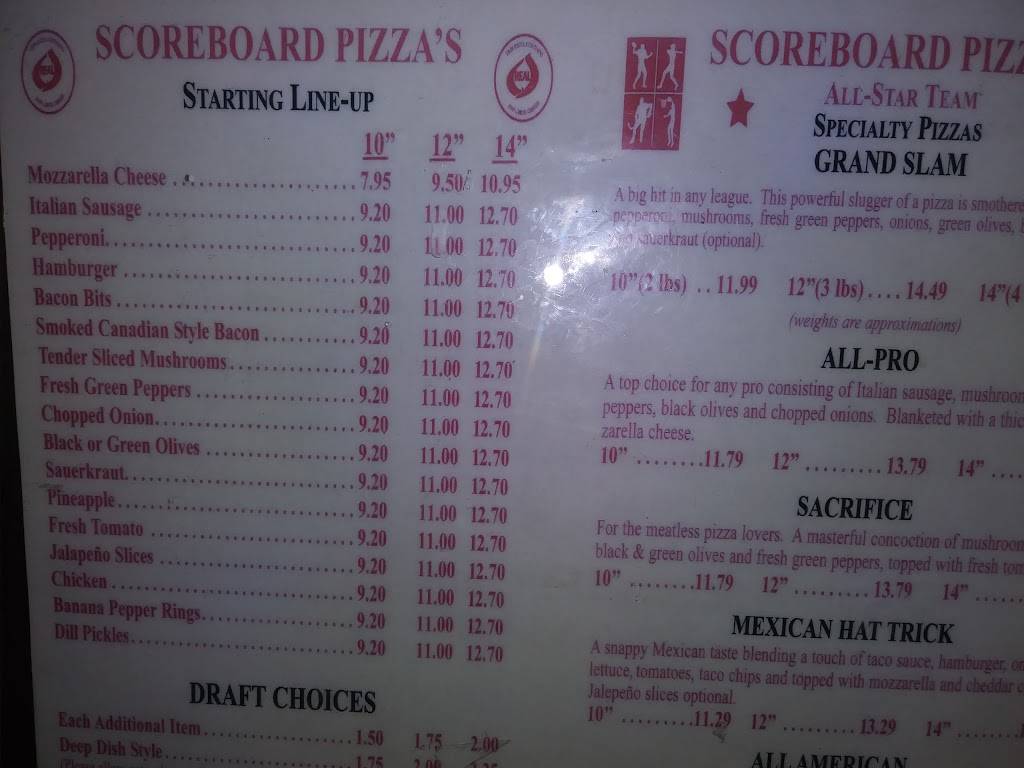 SCOREBOARD PIZZA'S
STARTING LINE-UP
REAL
REAL
10" 12" 14"
Mozzarella Cheese 7.95 9.50 10.95
Italian Sausage 9.20 11.00 12.70
Pepperoni 9.20 11.00 12.70
Hamburger 9.20 11.00 12.70
Bacon Bits 9.20 11.00 12.70
Smoked Canadian Style Bacon 9.20 11.00 12.70
Tender Sliced Mushrooms 9.20 11.00 12.70
Fresh Green Peppers 9.20 11.00 12.70
Chopped Onion 9.20 11.00 12.70
Black or Green Olives 9.20 11.00 12.70
Sauerkraut 9.20 11.00 12.70
Pineapple 9.20 11.00 12.70
Fresh Tomato 9.20 11.00 12.70
Jalapeño Slices 9.20 11.00 12.70
Chicken 9.20 11.00 12.70
Banana Pepper Rings 9.20 11.00 12.70
Dill Pickles 9.20 11.00 12.70
DRAFT CHOICES
Each Additional Item 1.50 1.75 2.00
Deep Dish Style 1.75 2.00
SCOREBOARD PIZZ
ALL-STAR TEAM
SPECIALTY PIZZAS
GRAND SLAM
A big hit in any league. This powerful slugger of a pizza is smothere
pepperoni, mushrooms, fresh green peppers, onions, green olives,
and sauerkraut (optional).
10"(2 lbs) .. 11.99 12"(3 lbs) .... 14.49 14"(4
(weights are approximations)
ALL-PRO
A top choice for any pro consisting of Italian sausage, mushroom
peppers, black olives and chopped onions. Blanketed with a thic
zarella cheese.
10" ........11.79 12" ......... 13.79 14" ....
SACRIFICE
For the meatless pizza lovers. A masterful concoction of mushroom
black & green olives and fresh green peppers, topped with fresh tom
10" ........11.79 12" ......... 13.79 14" .....
MEXICAN HAT TRICK
A snappy Mexican taste blending a touch of taco sauce, hamburger, on
lettuce, tomatoes, taco chips and topped with mozzarella and cheddar c
Jalepeño slices optional.
10" .........11.29 12" ......... 13.29 14" ........
ALL AMERICAN